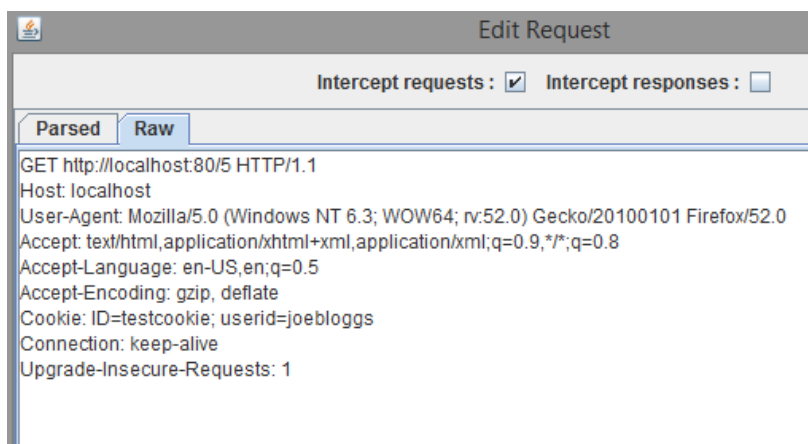 Edit Request
Intercept requests : Intercept responses :
Parsed Raw
GET http://localhost:80/5 HTTP/1.1
Host: localhost
User-Agent: Mozilla/5.0 (Windows NT 6.3; WOW64; rv:52.0) Gecko/20100101 Firefox/52.0
Accept: text/html,application/xhtml+xml,application/xml;q=0.9,*/*;q=0.8
Accept-Language: en-US,en;q=0.5
Accept-Encoding: gzip, deflate
Cookie: ID=testcookie; userid=joebloggs
Connection: keep-alive
Upgrade-Insecure-Requests: 1